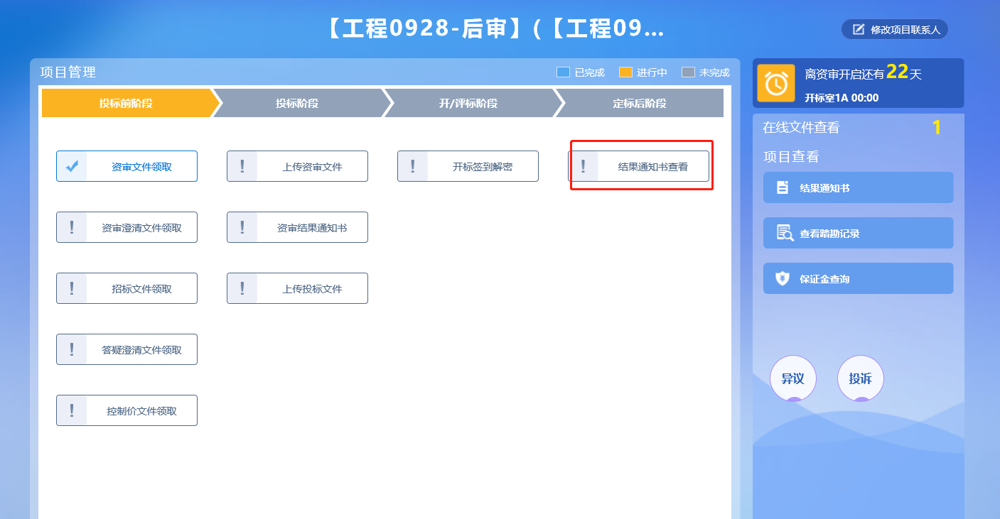 【工程0928-后审】(【工程09...
修改项目联系人
项目管理
已完成
进行中
未完成
投标前阶段
投标阶段
开/评标阶段
定标后阶段
资审文件领取
上传资审文件
开标签到解密
结果通知书查看
资审澄清文件领取
资审结果通知书
招标文件领取
上传投标文件
答疑澄清文件领取
控制价文件领取
离资审开启还有22天
开标室1A 00:00
在线文件查看 1
项目查看
结果通知书
查看踏勘记录
保证金查询
异议
投诉